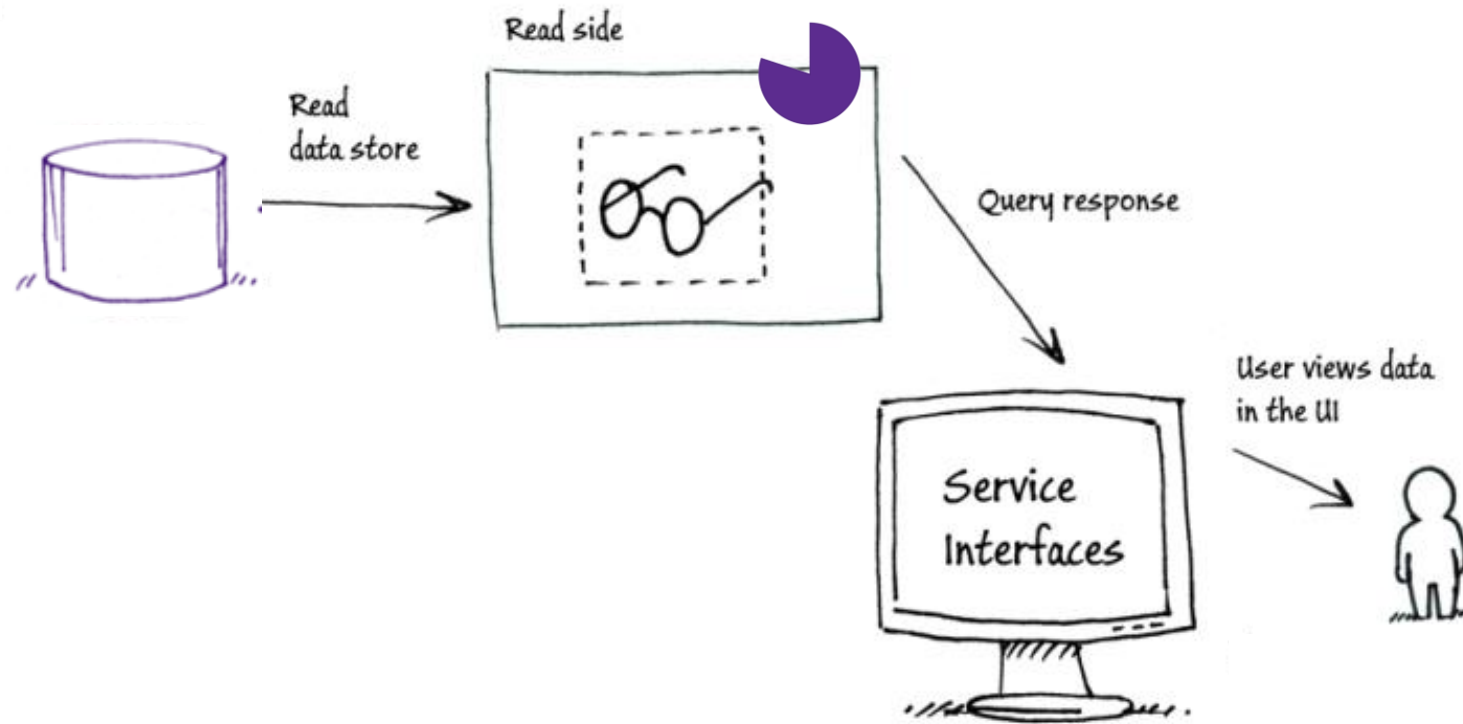 Read side
Read
data store
Query response
User views data
in the UI
Service
Interfaces